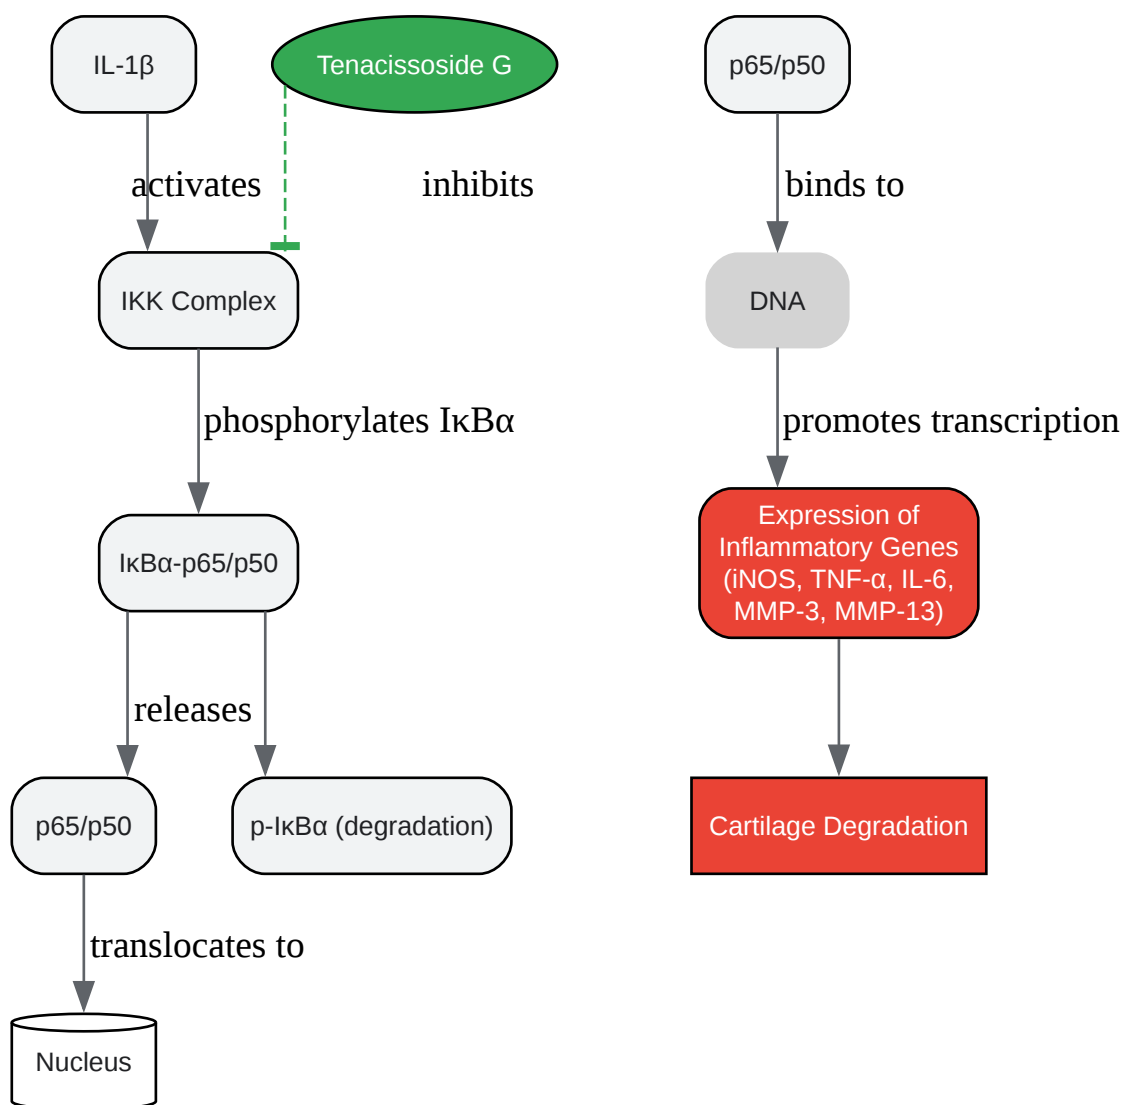 IL-1β
Tenacissoside G
p65/p50
activates
inhibits
binds to
IKK Complex
DNA
phosphorylates IκBα
promotes transcription
IκBα-p65/p50
Expression of
Inflammatory Genes
(iNOS, TNF-α, IL-6,
MMP-3, MMP-13)
releases
p65/p50
p-IκBα (degradation)
Cartilage Degradation
translocates to
Nucleus